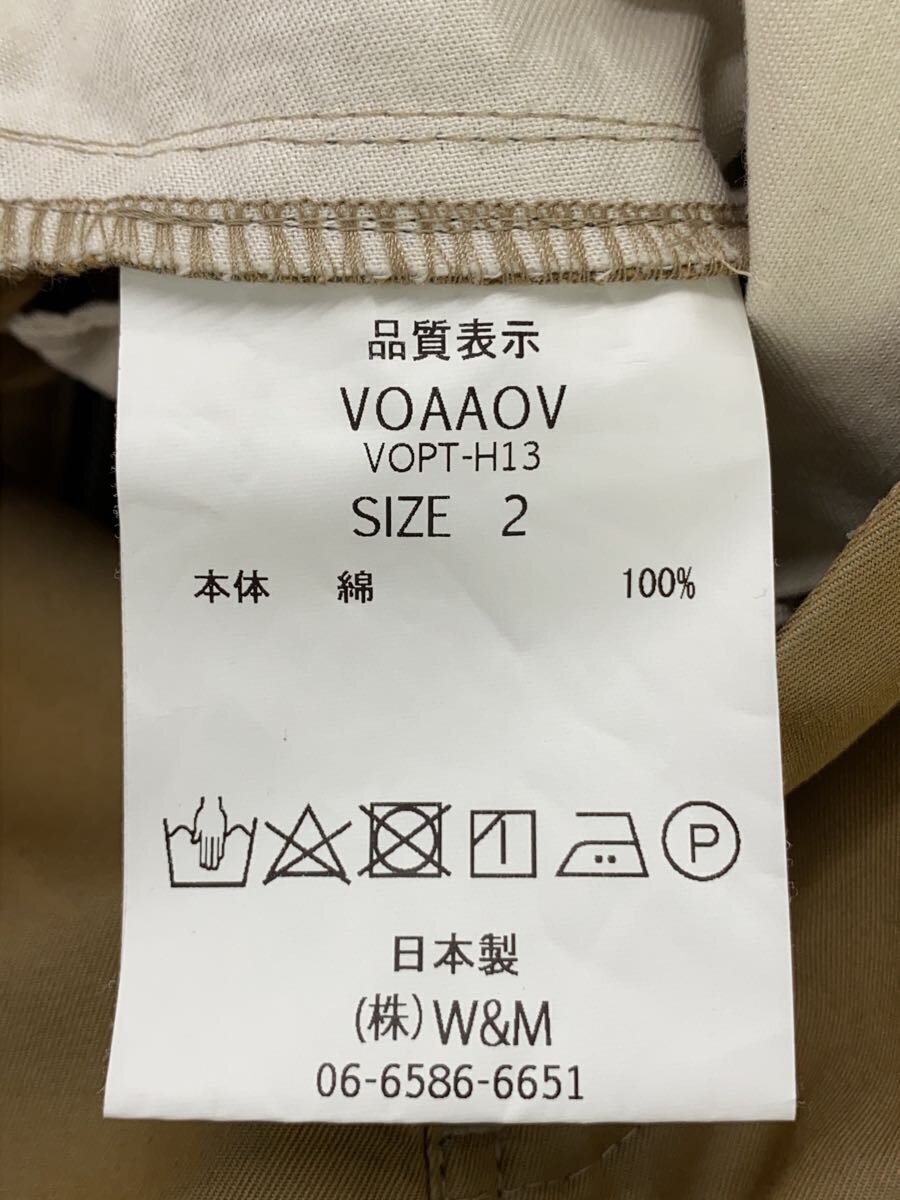 品質表示
VOAAOV
VOPT-H13
SIZE 2
本体 綿 100%
P
日本製
(株)W&M
06-6586-6651